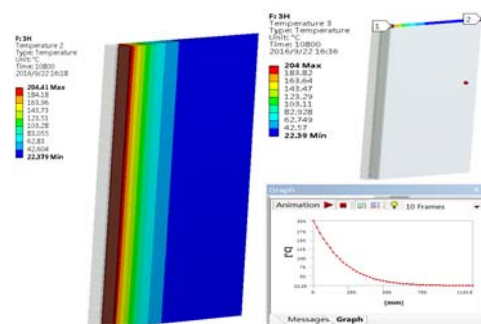 F: 3H
Temperature 2
Type: Temperature
Unit: °C
Time: 10800
2016/9/22 16:18
204.41 Max
184.18
163.96
143.73
123.51
103.28
83.055
62.83
42.604
22.379 Min
F: 3H
Temperature 3
Type: Temperature
Unit: °C
Time: 10800
2016/9/22 16:36
204 Max
183.82
163.64
143.47
123.29
103.11
82.928
62.749
42.57
22.39 Min
1
2
Graph
Animation
10 Frames
[°C]
0
250
500
750
[mm]
Messages Graph